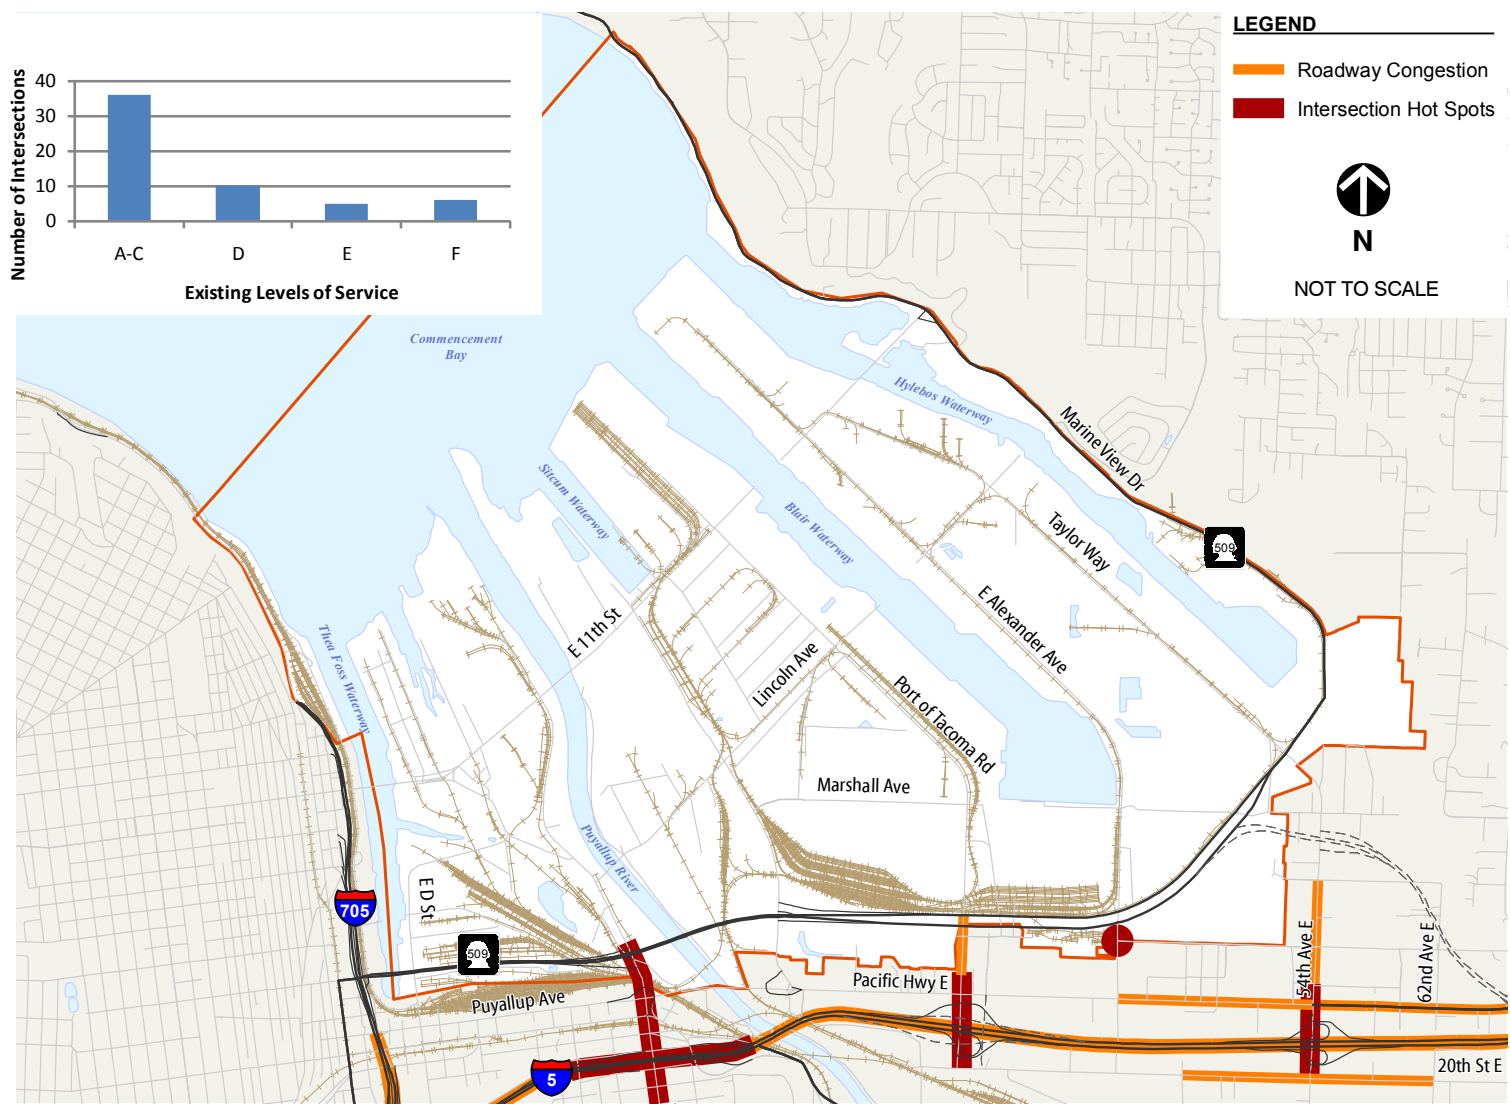 Number of Intersections
40
30
20
10
0
A-C
D
E
F
Existing Levels of Service
LEGEND
Roadway Congestion
Intersection Hot Spots
N
NOT TO SCALE
Commencement
Bay
Hylebos Waterway
Marine View Dr
Sitcum Waterway
Blair Waterway
Taylor Way
509
E 11th St
E Alexander Ave
Thea Foss Waterway
Lincoln Ave
Port of Tacoma Rd
Marshall Ave
Puyallup River
E D St
705
509
Puyallup Ave
Pacific Hwy E
54th Ave E
62nd Ave E
5
20th St E